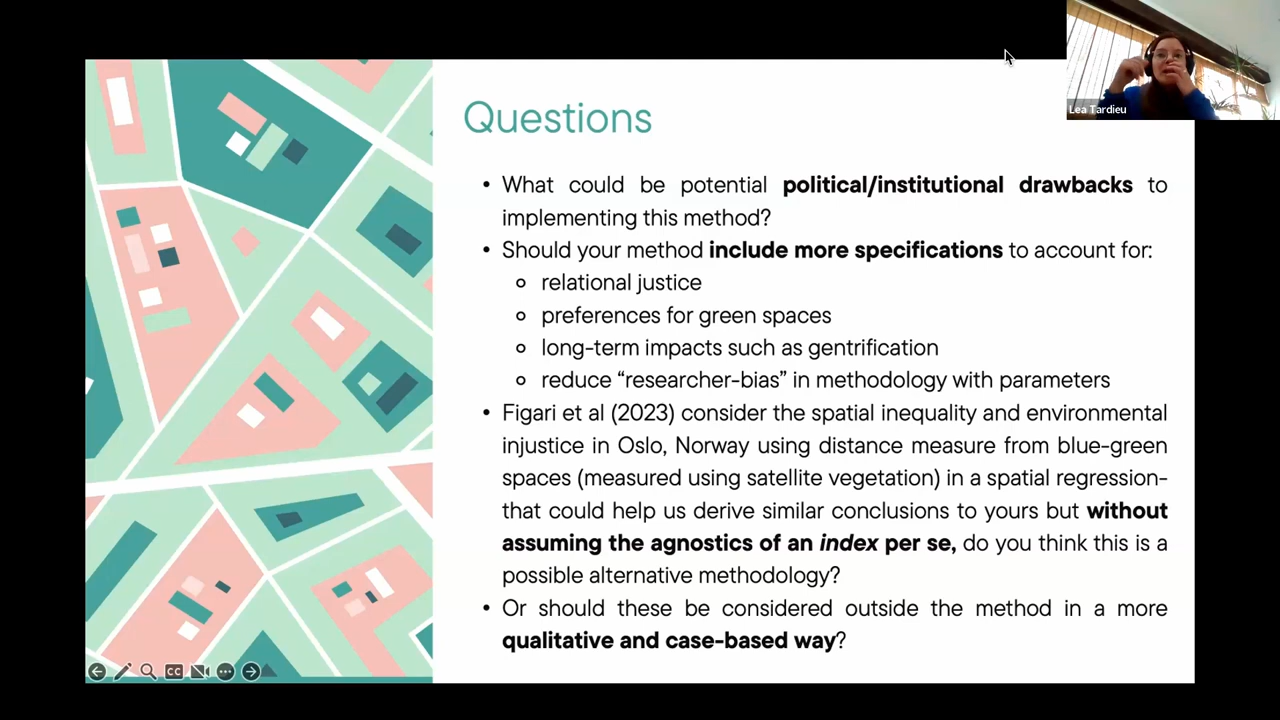 Lea Tardieu
Questions
• What could be potential political/institutional drawbacks to
implementing this method?
• Should your method include more specifications to account for:
relational justice
preferences for green spaces
long-term impacts such as gentrification
reduce “researcher-bias” in methodology with parameters
• Figari et al (2023) consider the spatial inequality and environmental
injustice in Oslo, Norway using distance measure from blue-green
spaces (measured using satellite vegetation) in a spatial regression-
that could help us derive similar conclusions to yours but without
assuming the agnostics of an index per se, do you think this is a
possible alternative methodology?
• Or should these be considered outside the method in a more
qualitative and case-based way?
CC